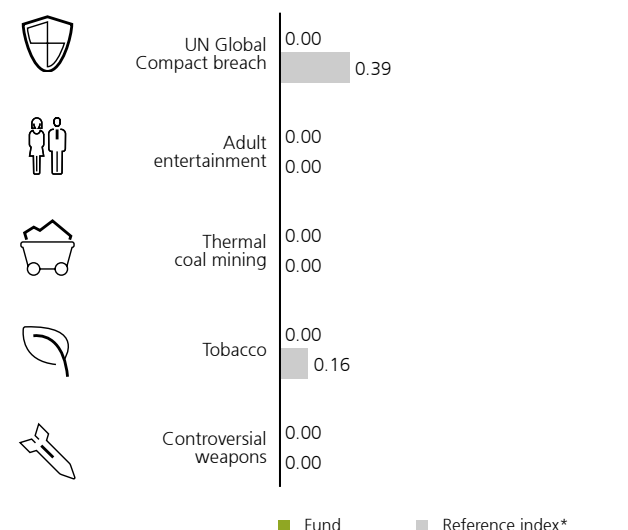 UN Global
Compact breach
0.00
0.39
Adult
entertainment
0.00
0.00
Thermal
coal mining
0.00
0.00
Tobacco
0.00
0.16
Controversial
weapons
0.00
0.00
Fund
Reference index*